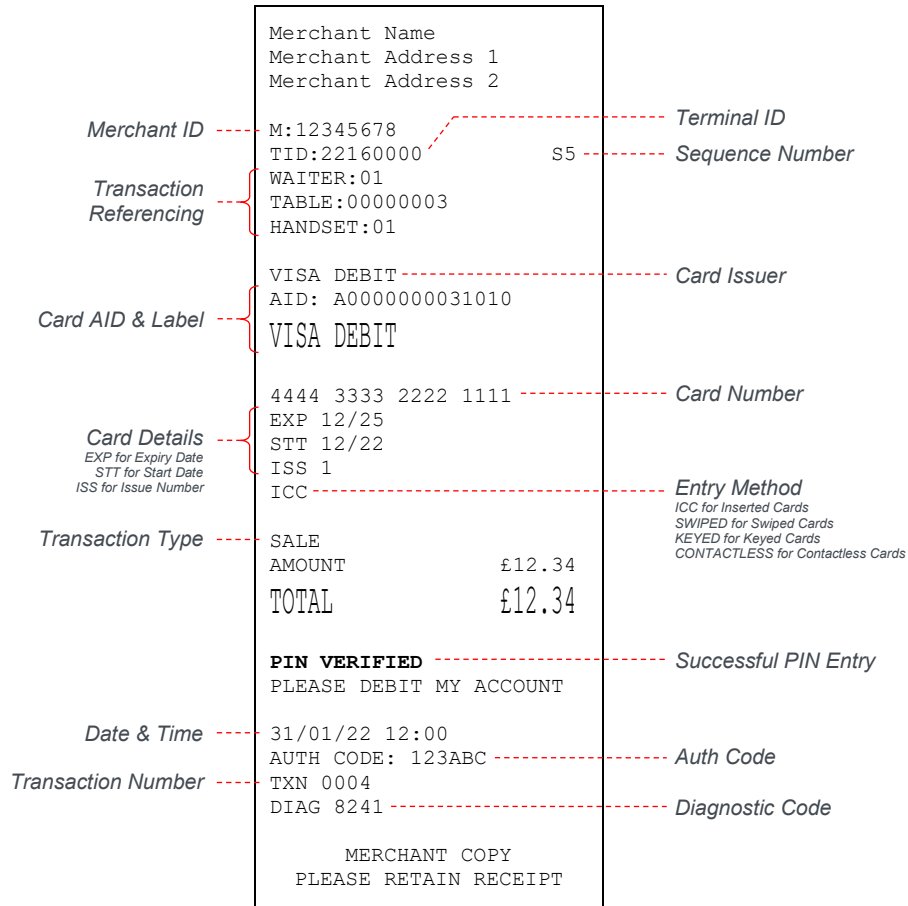 Merchant Name
Merchant Address 1
Merchant Address 2
Merchant ID
M:12345678
Terminal ID
TID:22160000 S5
Sequence Number
Transaction
Referencing
WAITER:01
TABLE:00000003
HANDSET:01
VISA DEBIT
Card Issuer
Card AID & Label
AID: A0000000031010
VISA DEBIT
4444 3333 2222 1111
Card Number
Card Details
EXP for Expiry Date
STT for Start Date
ISS for Issue Number
EXP 12/25
STT 12/22
ISS 1
ICC
Entry Method
ICC for Inserted Cards
SWIPED for Swiped Cards
KEYED for Keyed Cards
CONTACTLESS for Contactless Cards
Transaction Type
SALE
AMOUNT £12.34
TOTAL £12.34
PIN VERIFIED
Successful PIN Entry
PLEASE DEBIT MY ACCOUNT
Date & Time
31/01/22 12:00
AUTH CODE: 123ABC
Auth Code
Transaction Number
TXN 0004
DIAG 8241
Diagnostic Code
MERCHANT COPY
PLEASE RETAIN RECEIPT